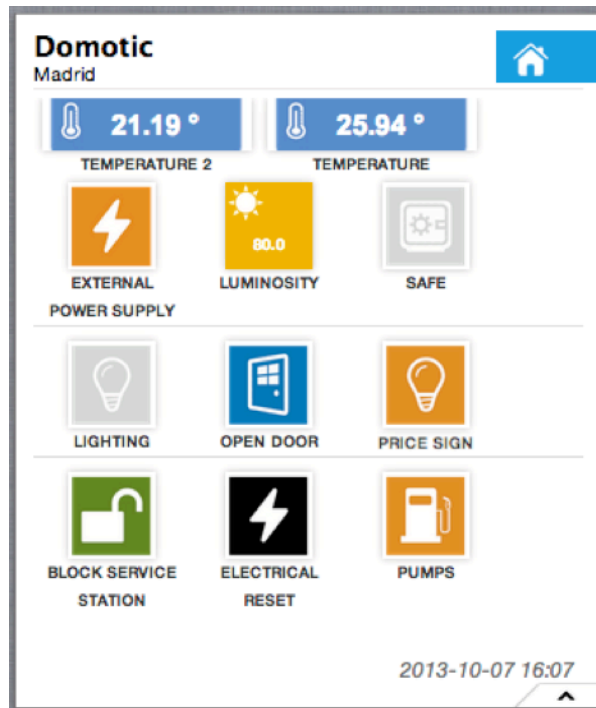 Domotic
Madrid
21.19 °
25.94 °
TEMPERATURE 2
TEMPERATURE
80.0
EXTERNAL
POWER SUPPLY
LUMINOSITY
SAFE
LIGHTING
OPEN DOOR
PRICE SIGN
BLOCK SERVICE
STATION
ELECTRICAL
RESET
PUMPS
2013-10-07 16:07